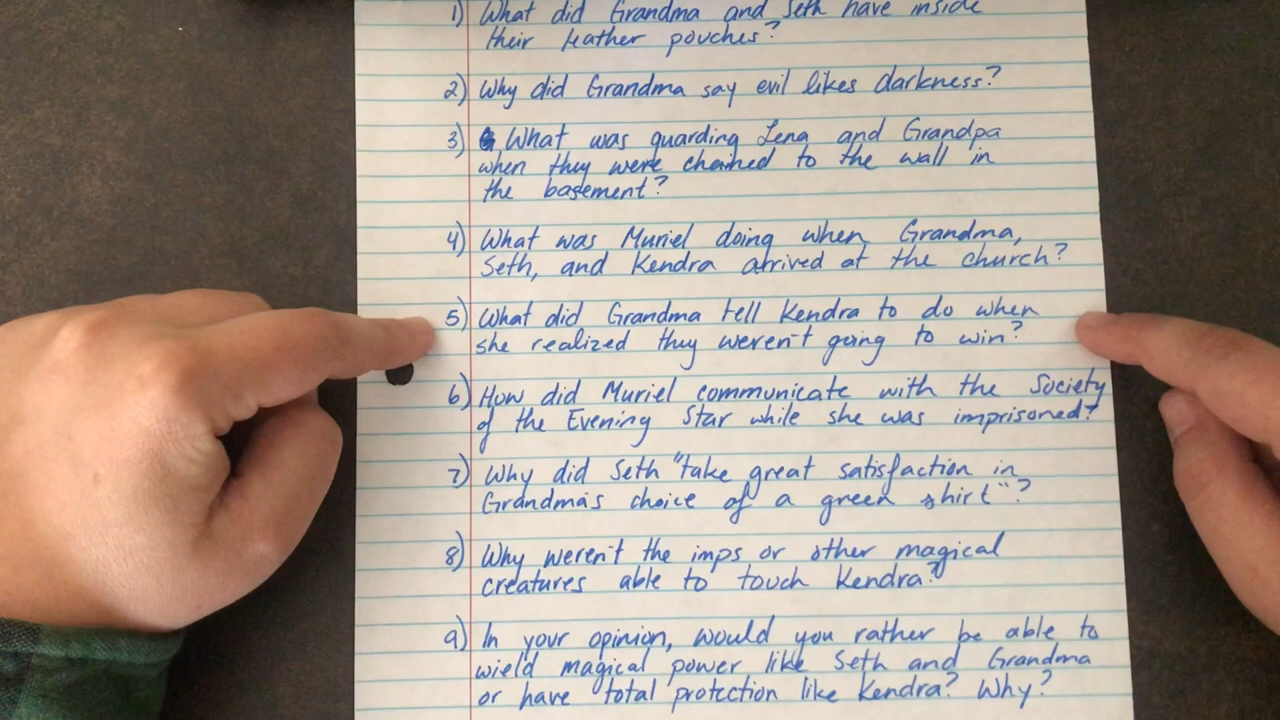 1) What did Grandma and Seth have inside
their leather pouches?
2) Why did Grandma say evil likes darkness?
3) What was guarding Lena and Grandpa
when they were chained to the wall in
the basement?
4) What was Muriel doing when Grandma,
Seth, and Kendra arrived at the church?
5) What did Grandma tell Kendra to do when
she realized they weren't going to win?
6) How did Muriel communicate with the Society
of the Evening Star while she was imprisoned?
7) Why did Seth "take great satisfaction in
Grandma's choice of a green shirt"?
8) Why weren't the imps or other magical
creatures able to touch Kendra?
9) In your opinion, would you rather be able to
wield magical power like Seth and Grandma
or have total protection like Kendra? Why?